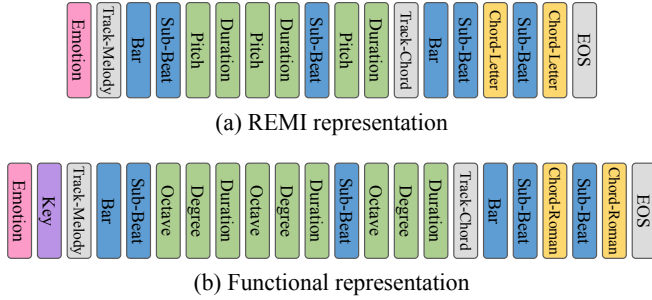 Emotion
Track-Melody
Bar
Sub-Beat
Pitch
Duration
Pitch
Duration
Sub-Beat
Pitch
Duration
Track-Chord
Bar
Sub-Beat
Chord-Letter
Sub-Beat
Chord-Letter
EOS
(a) REMI representation
Emotion
Key
Track-Melody
Bar
Sub-Beat
Octave
Degree
Duration
Octave
Degree
Duration
Sub-Beat
Octave
Degree
Duration
Track-Chord
Bar
Sub-Beat
Chord-Roman
Sub-Beat
Chord-Roman
EOS
(b) Functional representation